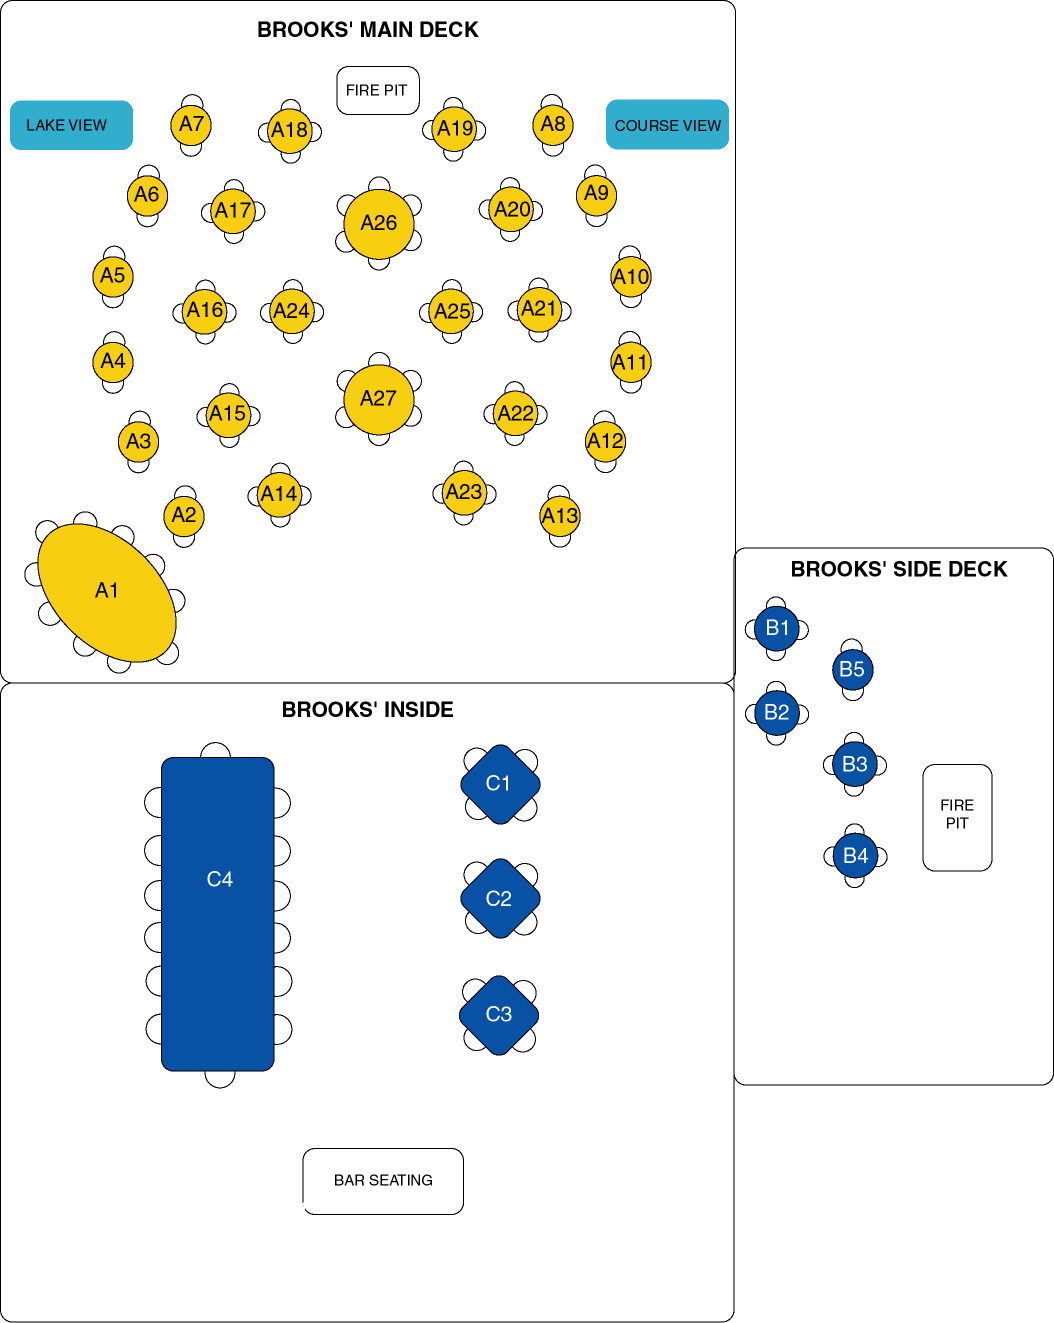 BROOKS' MAIN DECK
FIRE PIT
LAKE VIEW
COURSE VIEW
A7
A18
A19
A8
A6
A17
A26
A20
A9
A5
A16
A24
A25
A21
A10
A4
A27
A11
A3
A15
A22
A12
A2
A14
A23
A13
A1
BROOKS' SIDE DECK
B1
B5
B2
B3
B4
FIRE
PIT
BROOKS' INSIDE
C1
C4
C2
C3
BAR SEATING